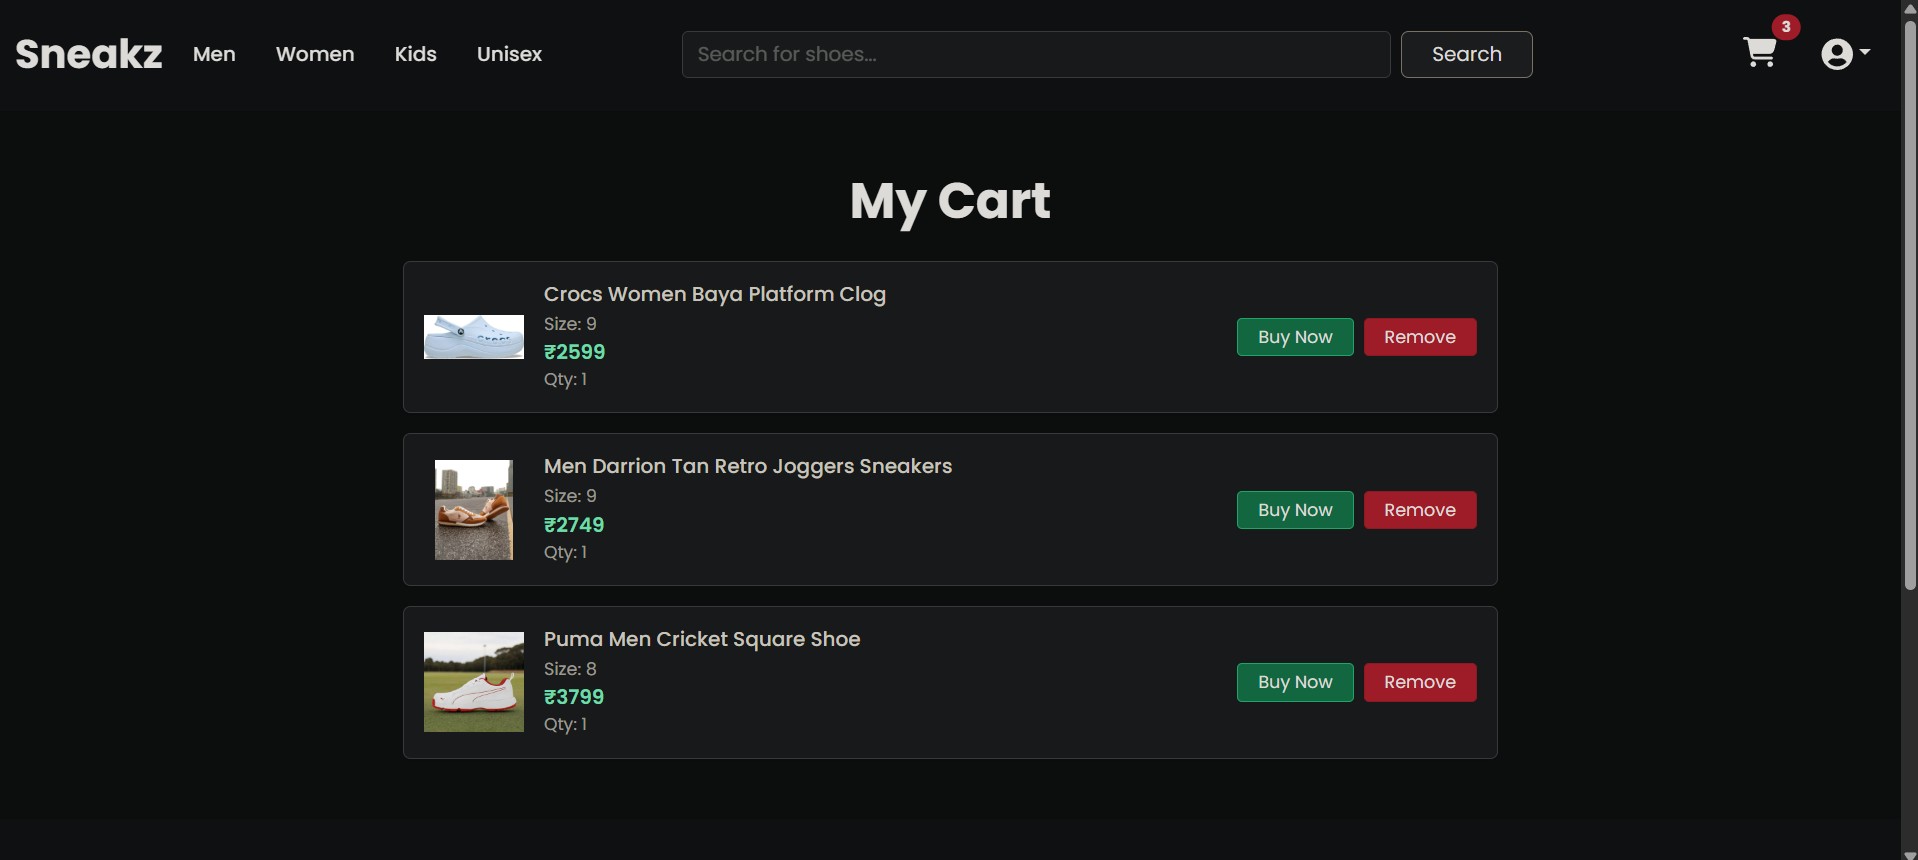 Sneakz
Men
Women
Kids
Unisex
Search for shoes...
Search
3
My Cart
Crocs Women Baya Platform Clog
Size: 9
₹2599
Qty: 1
Buy Now
Remove
Men Darrion Tan Retro Joggers Sneakers
Size: 9
₹2749
Qty: 1
Buy Now
Remove
Puma Men Cricket Square Shoe
Size: 8
₹3799
Qty: 1
Buy Now
Remove